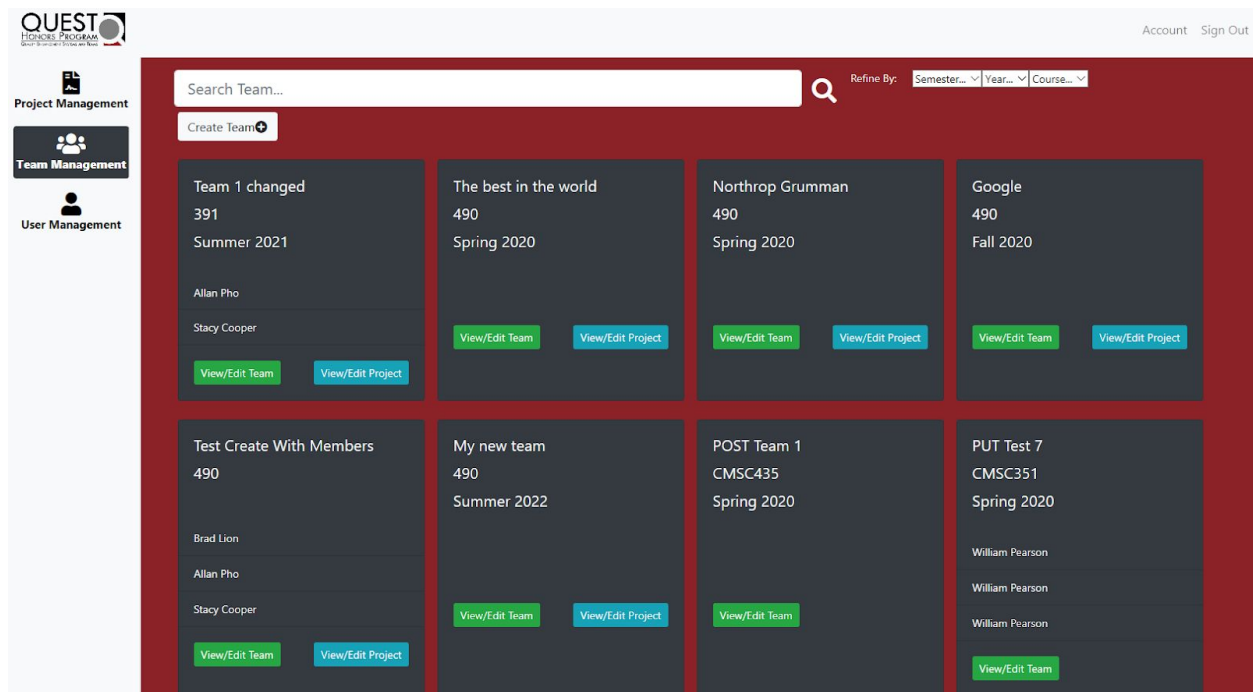 QUEST
HONORS PROGRAM
QUALITY ENHANCEMENT SYSTEMS AND TEAMS
Account Sign Out
Project Management
Team Management
User Management
Search Team...
Refine By: Semester... Year... Course...
Create Team
Team 1 changed
391
Summer 2021
Allan Pho
Stacy Cooper
View/Edit Team View/Edit Project
The best in the world
490
Spring 2020
View/Edit Team View/Edit Project
Northrop Grumman
490
Spring 2020
View/Edit Team View/Edit Project
Google
490
Fall 2020
View/Edit Team View/Edit Project
Test Create With Members
490
Brad Lion
Allan Pho
Stacy Cooper
View/Edit Team View/Edit Project
My new team
490
Summer 2022
View/Edit Team View/Edit Project
POST Team 1
CMSC435
Spring 2020
View/Edit Team
PUT Test 7
CMSC351
Spring 2020
William Pearson
William Pearson
William Pearson
View/Edit Team